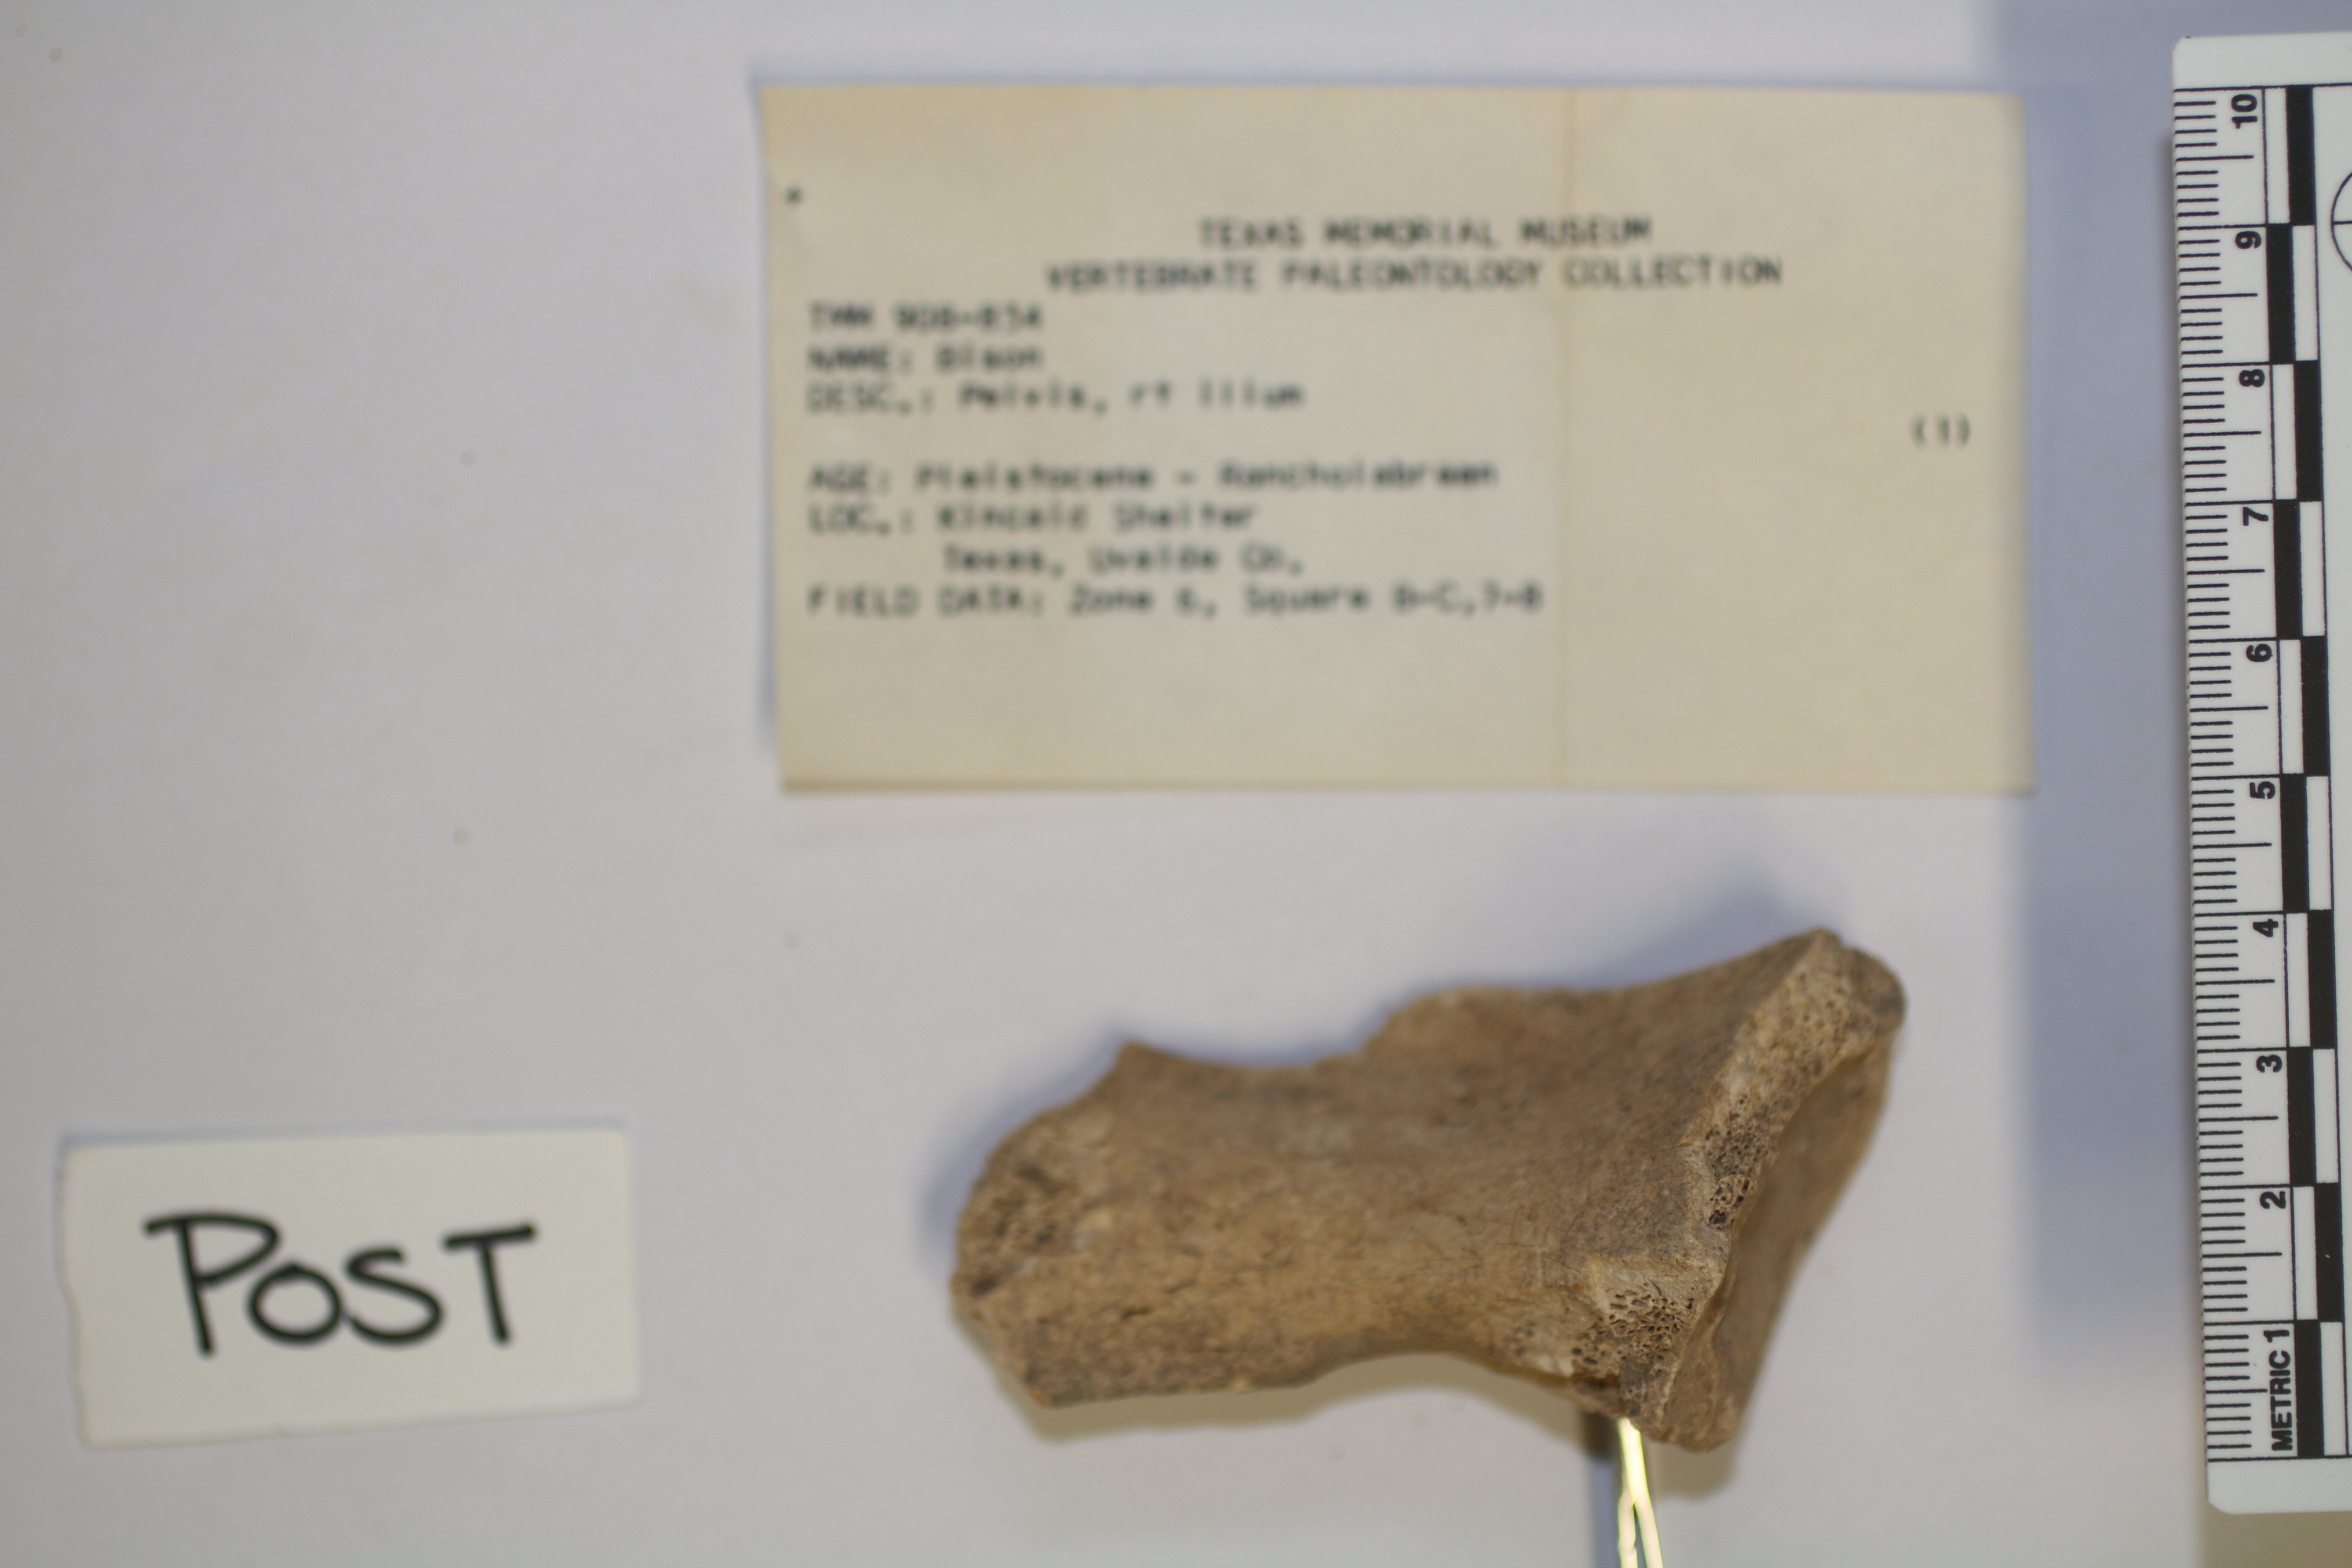 TEXAS MEMORIAL MUSEUM
VERTEBRATE PALEONTOLOGY COLLECTION
TMM 908-834
NAME: Bison
DESC.: Pelvis, rt Ilium
(1)
AGE: Pleistocene - Rancholabrean
LOC.: Kincaid Shelter
Texas, Uvalde Co.
FIELD DATA: Zone 6, Square B-C,7-8
POST
10
9
8
7
6
5
4
3
2
METRIC 1